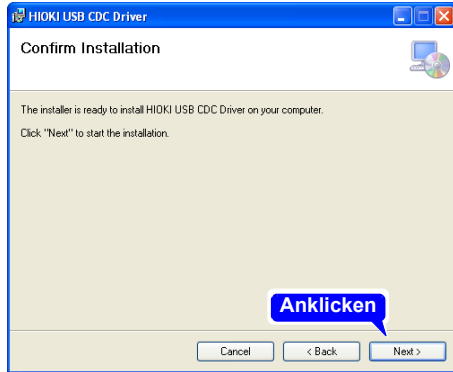 HIOKI USB CDC Driver
Confirm Installation
The installer is ready to install HIOKI USB CDC Driver on your computer.
Click "Next" to start the installation.
Anklicken
Cancel
< Back
Next >